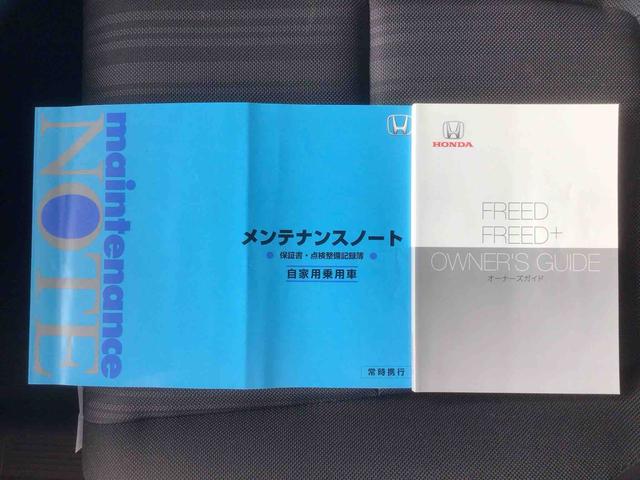 maintenance
NOTE
メンテナンスノート
保証書・点検整備記録簿
自家用乗用車
常時携行
HONDA
FREED
FREED+
OWNER'S GUIDE
オーナーズガイド